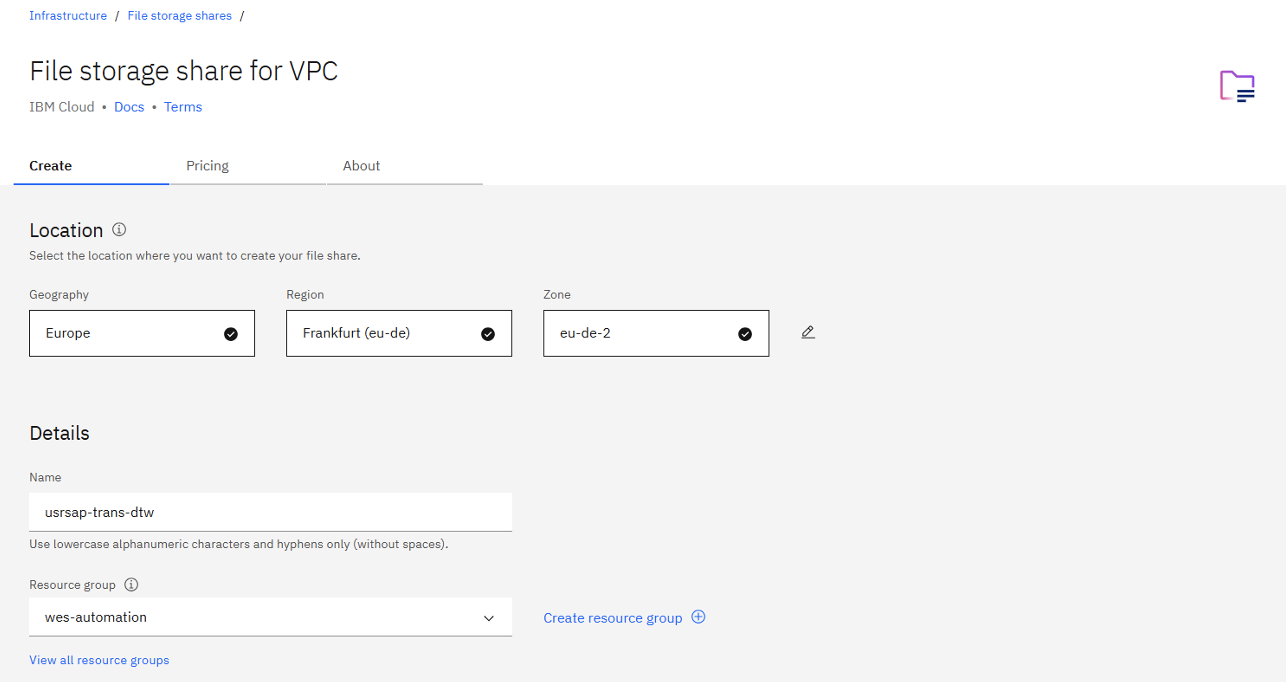 Infrastructure / File storage shares /
File storage share for VPC
IBM Cloud • Docs • Terms
Create Pricing About
Location
Select the location where you want to create your file share.
Geography Region Zone
Europe Frankfurt (eu-de) eu-de-2
Details
Name
usrsap-trans-dtw
Use lowercase alphanumeric characters and hyphens only (without spaces).
Resource group
wes-automation Create resource group
View all resource groups